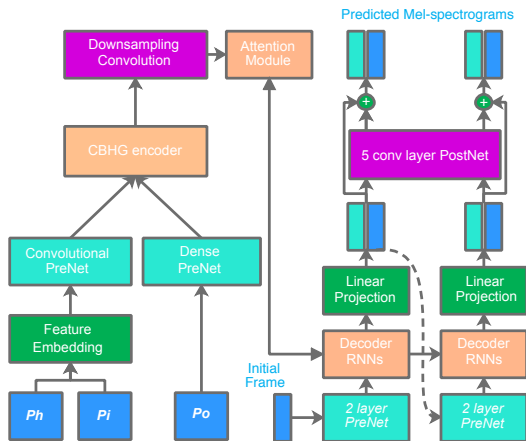 Predicted Mel-spectrograms
Downsampling
Convolution
Attention
Module
+
+
CBHG encoder
5 conv layer PostNet
Convolutional
PreNet
Dense
PreNet
Linear
Projection
Linear
Projection
Feature
Embedding
Decoder
RNNs
Decoder
RNNs
Initial
Frame
Ph
Pi
Po
2 layer
PreNet
2 layer
PreNet